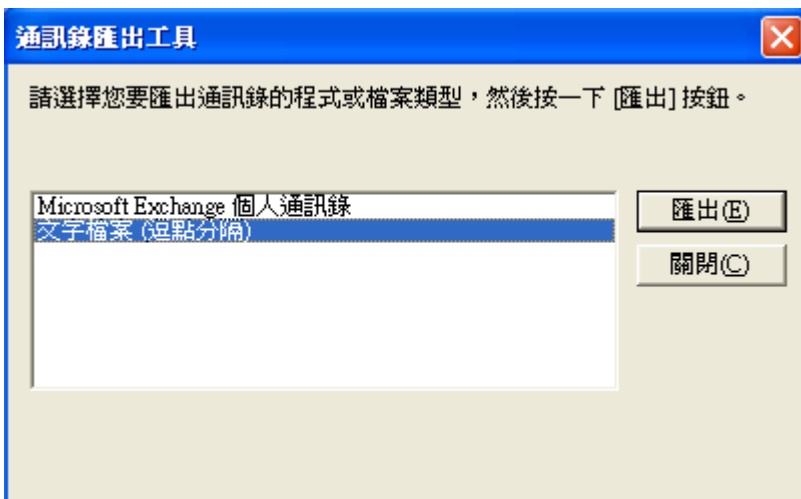 通訊錄匯出工具
請選擇您要匯出通訊錄的程式或檔案類型，然後按一下 [匯出] 按鈕。
Microsoft Exchange 個人通訊錄
文字檔案 (逗點分隔)
匯出(E)
關閉(C)